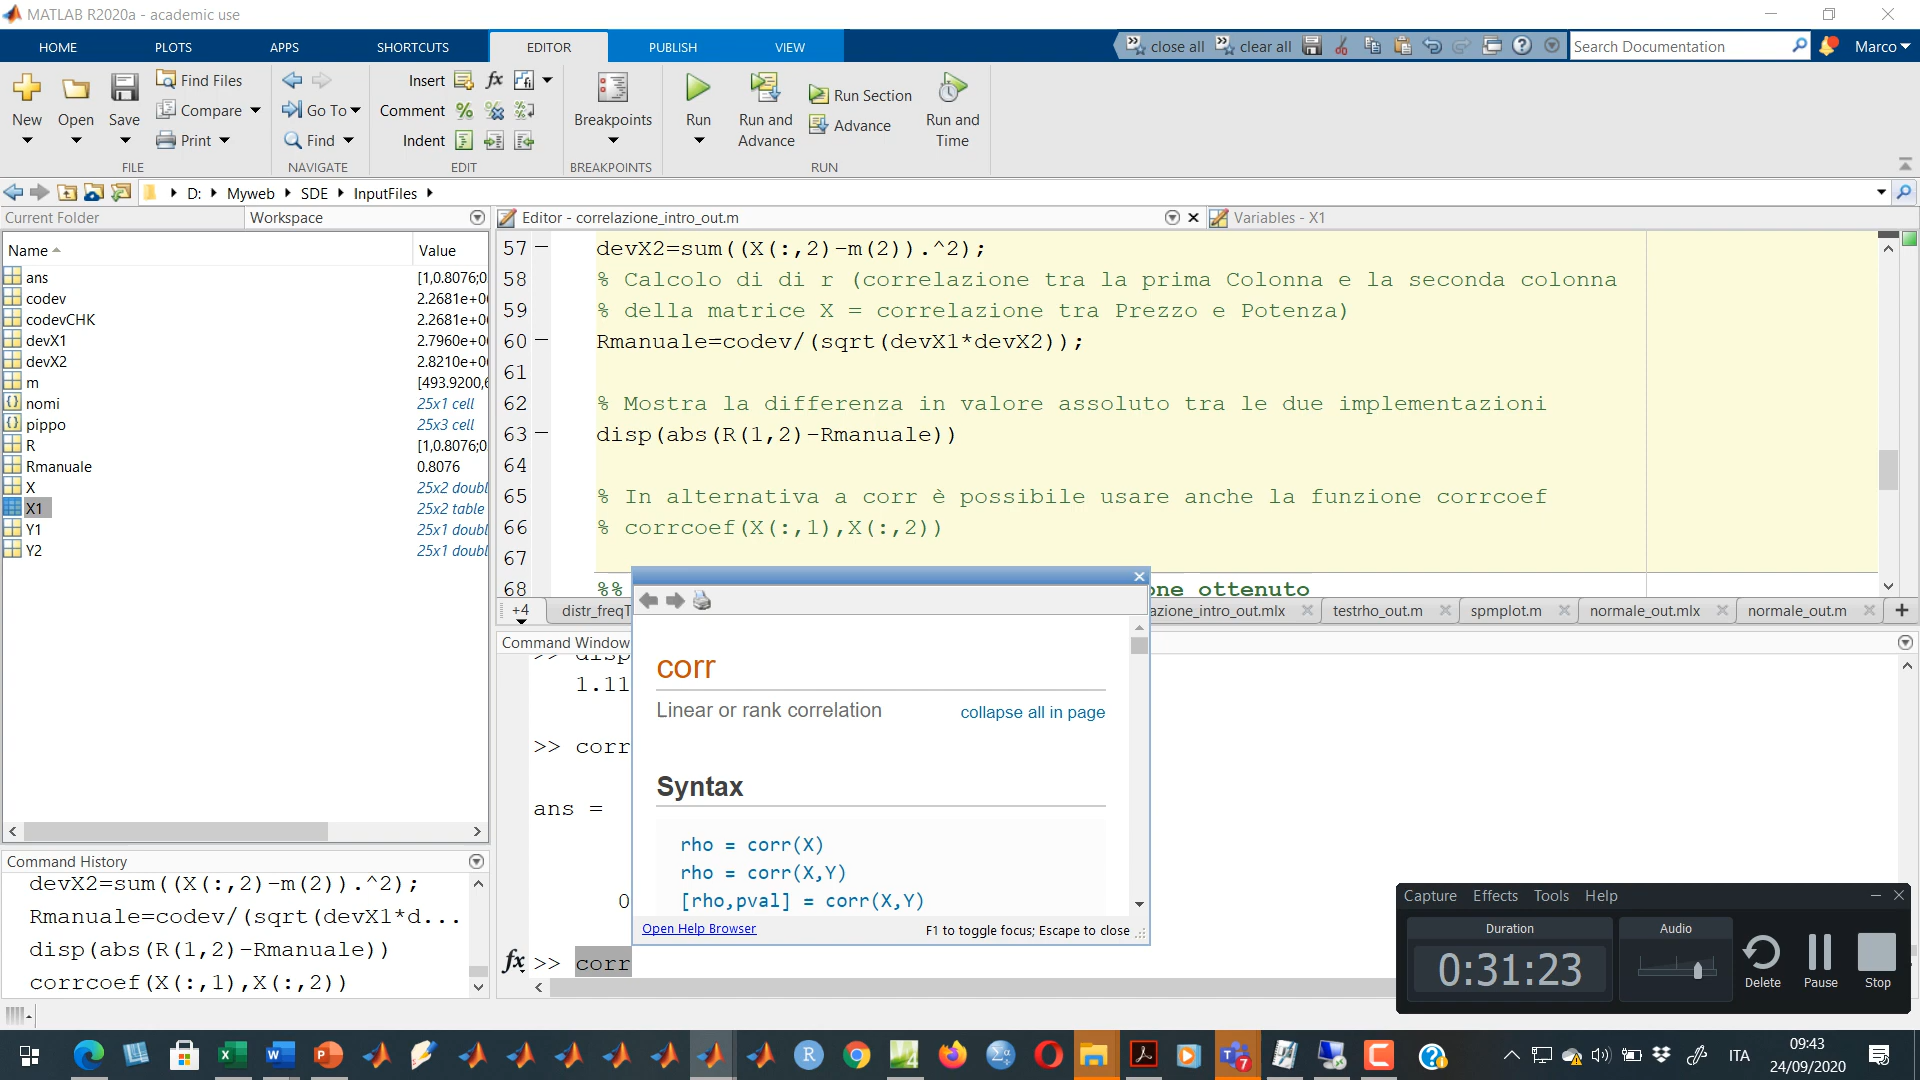 MATLAB R2020a - academic use
HOME PLOTS APPS SHORTCUTS EDITOR PUBLISH VIEW
close all clear all Search Documentation Marco
New Open Save Find Files Compare Print
FILE
Go To Find
NAVIGATE
Insert fx
Comment
Indent
EDIT
Breakpoints
BREAKPOINTS
Run Run and Advance Run Section Advance Run and Time
RUN
D: Myweb SDE InputFiles
Current Folder Workspace
Name Value
ans [1,0.8076;0
codev 2.2681e+0
codevCHK 2.2681e+0
devX1 2.7960e+0
devX2 2.8210e+0
m [493.9200,6
nomi 25x1 cell
pippo 25x3 cell
R [1,0.8076;0
Rmanuale 0.8076
X 25x2 doubl
X1 25x2 table
Y1 25x1 doubl
Y2 25x1 doubl
Command History
devX2=sum((X(:,2)-m(2)).^2);
Rmanuale=codev/(sqrt(devX1*d...
disp(abs(R(1,2)-Rmanuale))
corrcoef(X(:,1),X(:,2))
Editor - correlazione_intro_out.m
Variables - X1
57 devX2=sum((X(:,2)-m(2)).^2);
58 % Calcolo di di r (correlazione tra la prima Colonna e la seconda colonna
59 % della matrice X = correlazione tra Prezzo e Potenza)
60 Rmanuale=codev/(sqrt(devX1*devX2));
61
62 % Mostra la differenza in valore assoluto tra le due implementazioni
63 disp(abs(R(1,2)-Rmanuale))
64
65 % In alternativa a corr è possibile usare anche la funzione corrcoef
66 % corrcoef(X(:,1),X(:,2))
67
68 %% one ottenuto
+4 distr_freqT azione_intro_out.mlx testrho_out.m spmplot.m normale_out.mlx normale_out.m
Command Window
>> disp
1.11
>> corr
ans =
0
fx >> corr
corr
Linear or rank correlation collapse all in page
Syntax
rho = corr(X)
rho = corr(X,Y)
[rho,pval] = corr(X,Y)
Open Help Browser F1 to toggle focus; Escape to close
Capture Effects Tools Help
Duration Audio
0:31:23
Delete Pause Stop
ITA
09:43
24/09/2020